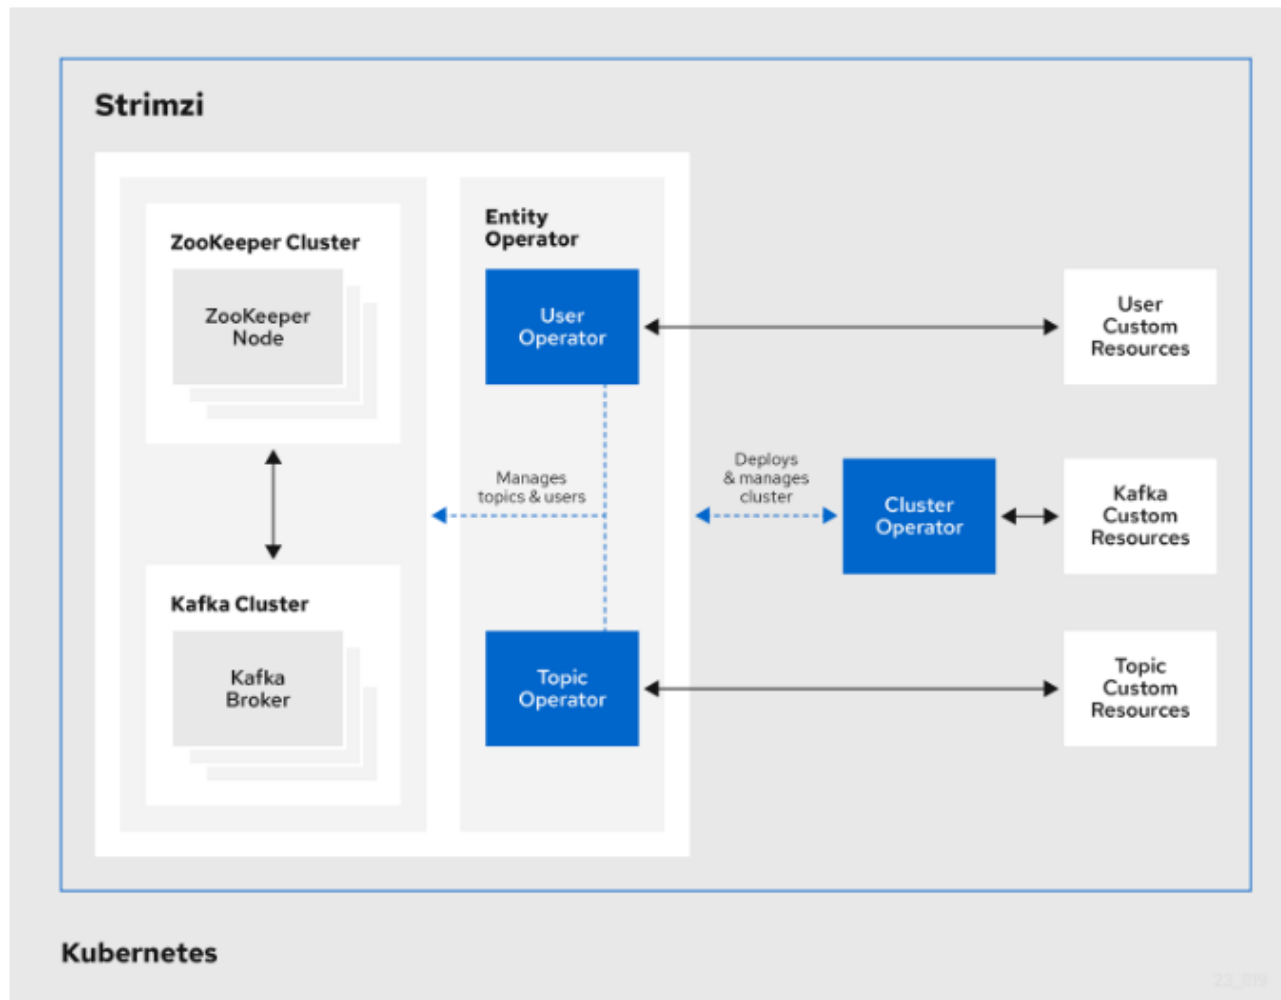 Strimzi
ZooKeeper Cluster
ZooKeeper
Node
Kafka Cluster
Kafka
Broker
Entity
Operator
User
Operator
Manages
topics & users
Topic
Operator
Deploys
& manages
cluster
Cluster
Operator
User
Custom
Resources
Kafka
Custom
Resources
Topic
Custom
Resources
Kubernetes